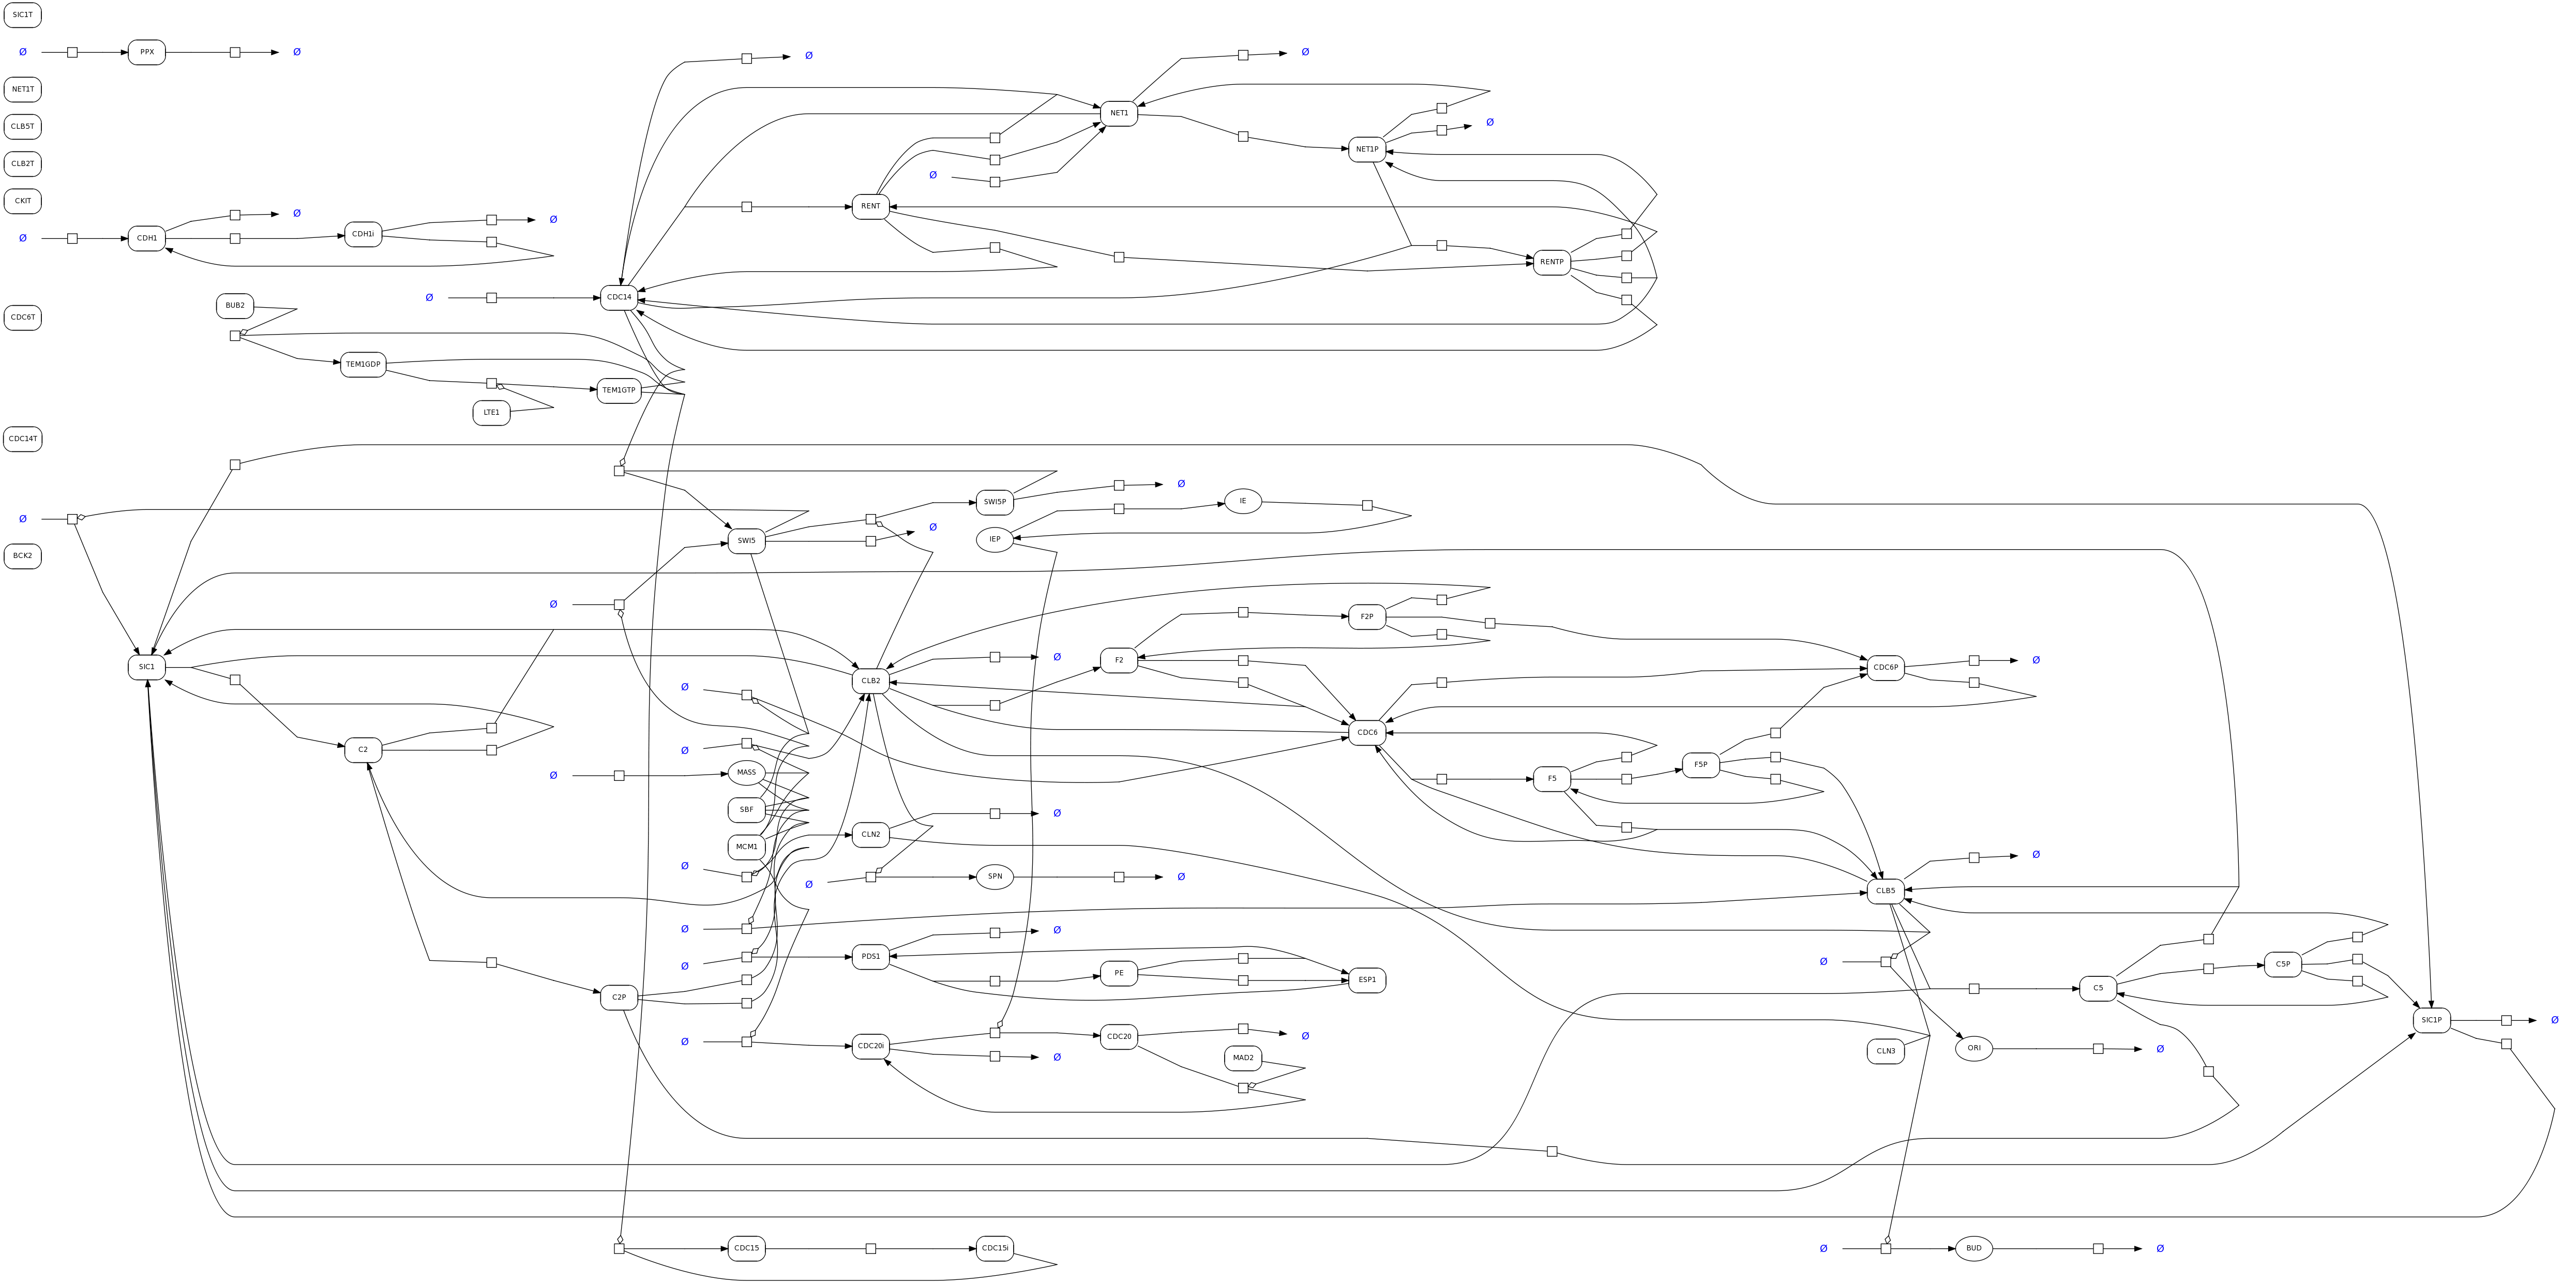 SIC1T
Ø PPX Ø
Ø Ø
NET1T
NET1
CLB5T
Ø
NET1P
CLB2T
Ø
CKIT
RENT
Ø Ø
Ø CDH1 CDH1i
RENTP
Ø CDC14
BUB2
CDC6T
TEM1GDP
TEM1GTP
LTE1
CDC14T
Ø
SWI5P IE
Ø
Ø
SWI5 IEP
BCK2
Ø
F2P
SIC1 Ø F2 CDC6P Ø
CLB2
Ø
CDC6
Ø C2
F5P
Ø MASS F5
SBF
Ø
CLN2
MCM1
Ø
Ø
Ø SPN Ø
CLB5
Ø Ø
PDS1
Ø Ø C5P
PE ESP1
C5
C2P
SIC1P Ø
CDC20 Ø
Ø CDC20i
Ø MAD2 CLN3 ORI Ø
CDC15 CDC15i Ø BUD Ø